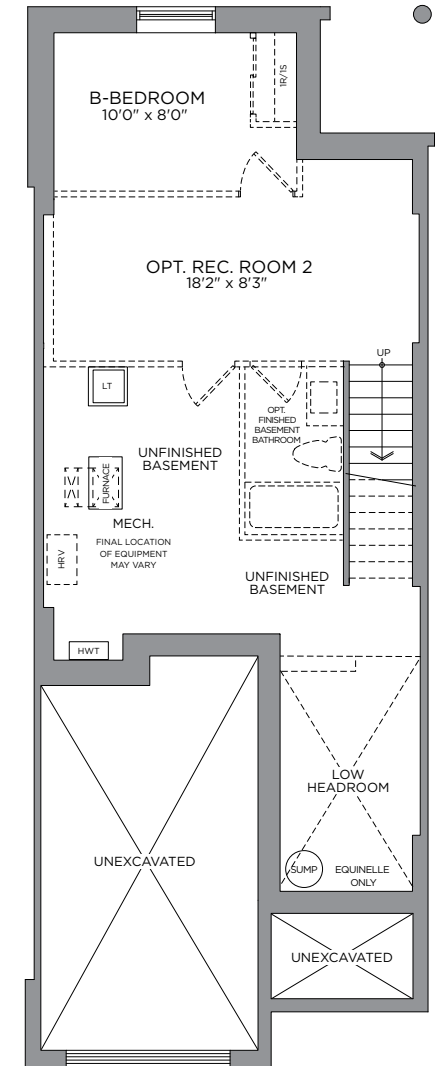 1R/1S
B-BEDROOM
10'0" x 8'0"
OPT. REC. ROOM 2
18'2" x 8'3"
UP
LT
OPT.
FINISHED
BASEMENT
BATHROOM
UNFINISHED
BASEMENT
FURNACE
MECH.
FINAL LOCATION
OF EQUIPMENT
MAY VARY
HRV
UNFINISHED
BASEMENT
HWT
LOW
HEADROOM
UNEXCAVATED
SUMP
EQUINELLE
ONLY
UNEXCAVATED